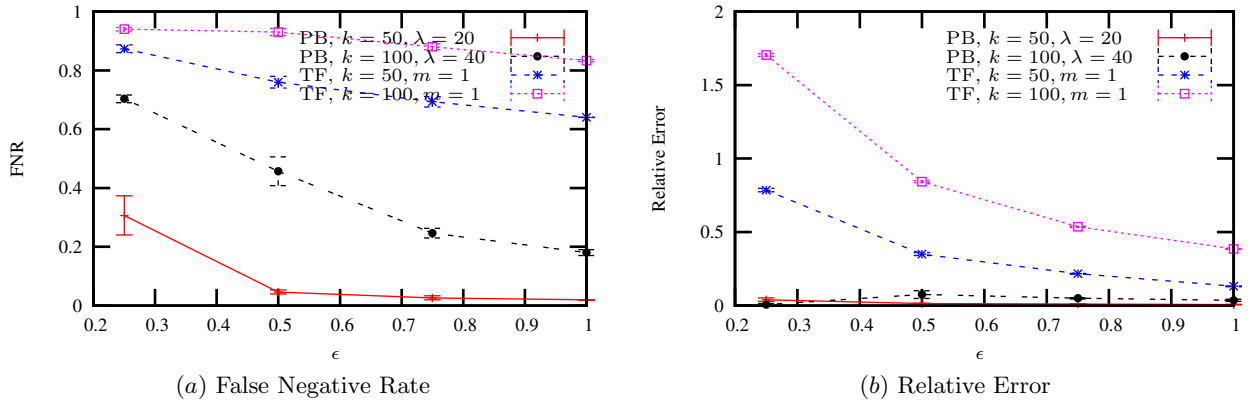 1
0.8
0.6
0.4
0.2
0
FNR
0.2 0.3 0.4 0.5 0.6 0.7 0.8 0.9 1
ϵ
PB, k = 50, λ = 20
PB, k = 100, λ = 40
TF, k = 50, m = 1
TF, k = 100, m = 1
(a) False Negative Rate
2
1.5
1
0.5
0
Relative Error
0.2 0.3 0.4 0.5 0.6 0.7 0.8 0.9 1
ϵ
PB, k = 50, λ = 20
PB, k = 100, λ = 40
TF, k = 50, m = 1
TF, k = 100, m = 1
(b) Relative Error